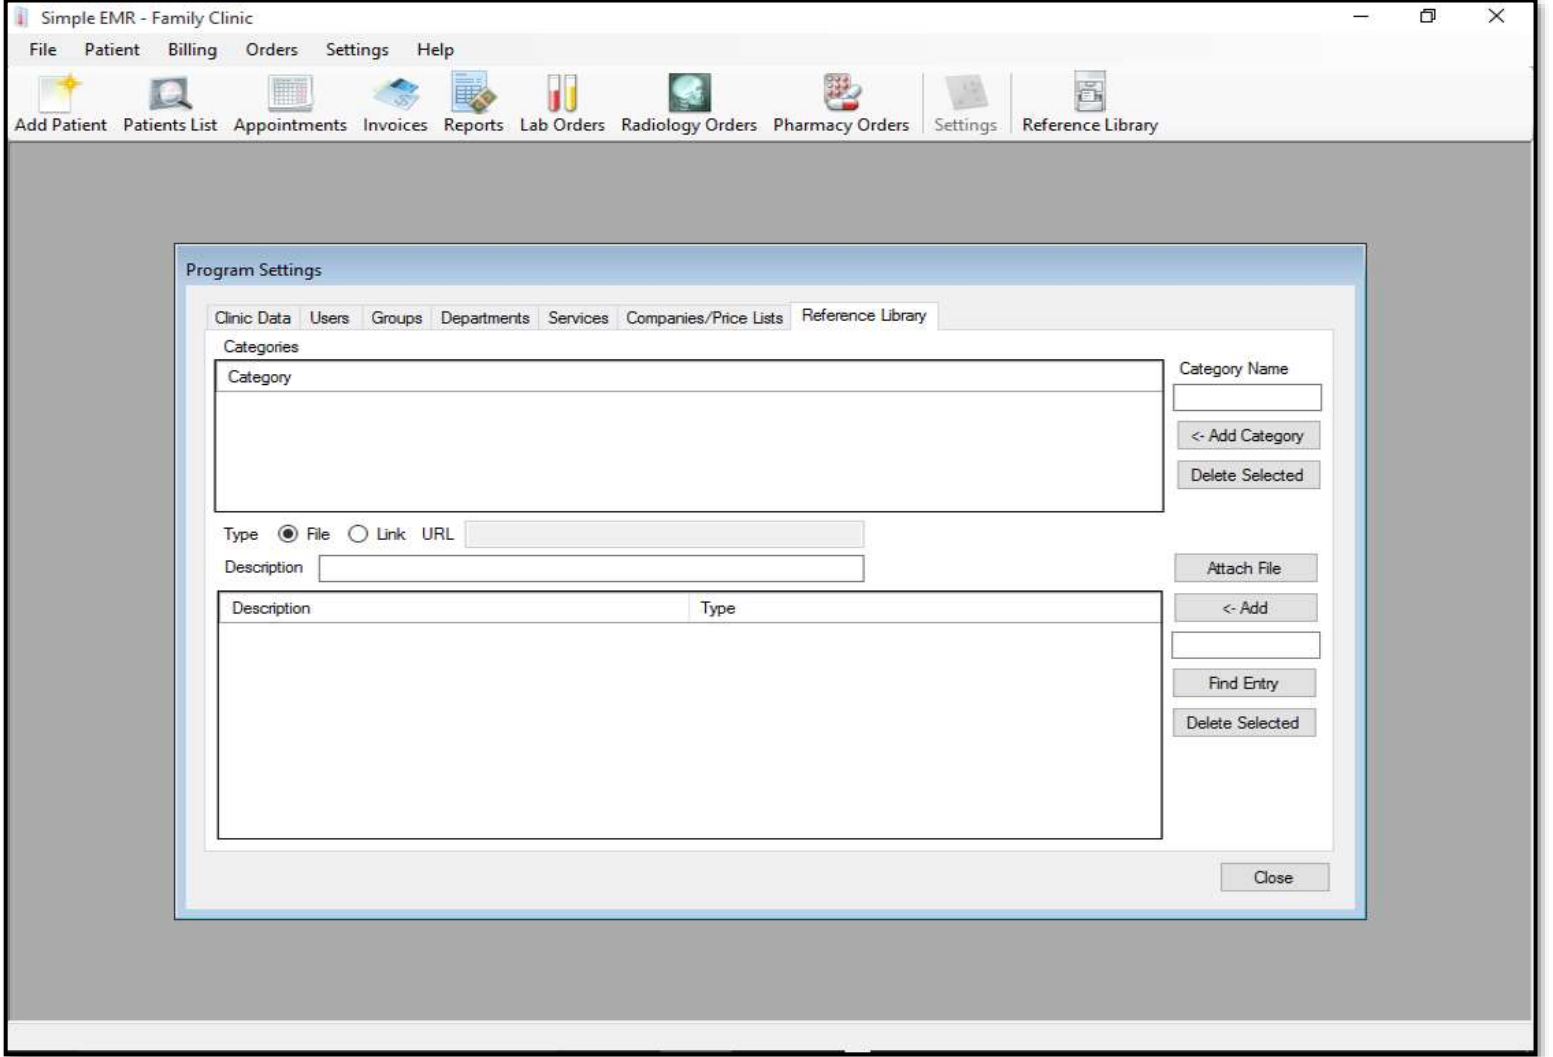 Simple EMR - Family Clinic
File Patient Billing Orders Settings Help
Add Patient Patients List Appointments Invoices Reports Lab Orders Radiology Orders Pharmacy Orders Settings Reference Library
Program Settings
Clinic Data Users Groups Departments Services Companies/Price Lists Reference Library
Categories
Category
Category Name
<- Add Category
Delete Selected
Type File Link URL
Description
Attach File
Description Type
<- Add
Find Entry
Delete Selected
Close